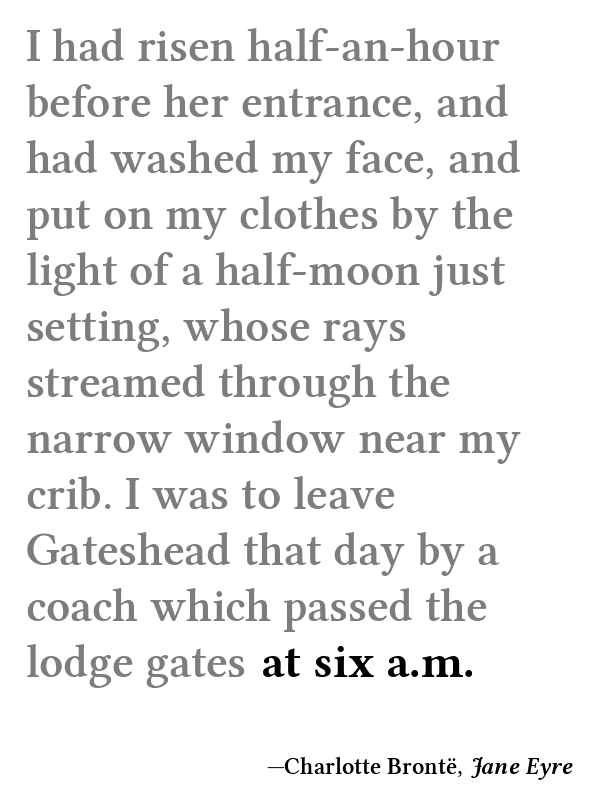 I had risen half-an-hour
before her entrance, and
had washed my face, and
put on my clothes by the
light of a half-moon just
setting, whose rays
streamed through the
narrow window near my
crib. I was to leave
Gateshead that day by a
coach which passed the
lodge gates at six a.m.
—Charlotte Brontë, Jane Eyre